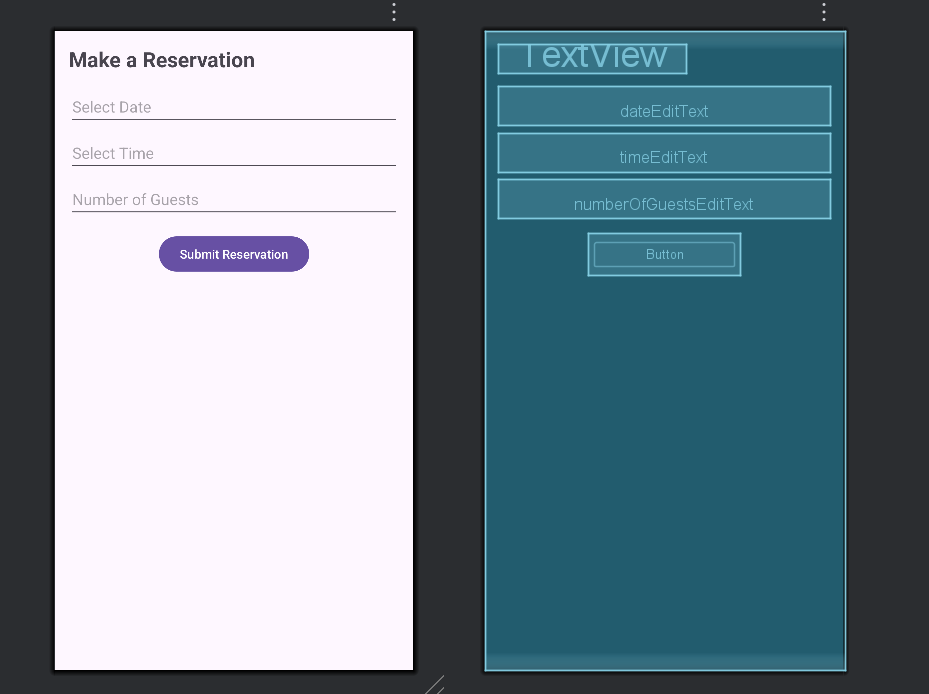 Make a Reservation
Select Date
Select Time
Number of Guests
Submit Reservation
TextView
dateEditText
timeEditText
numberOfGuestsEditText
Button